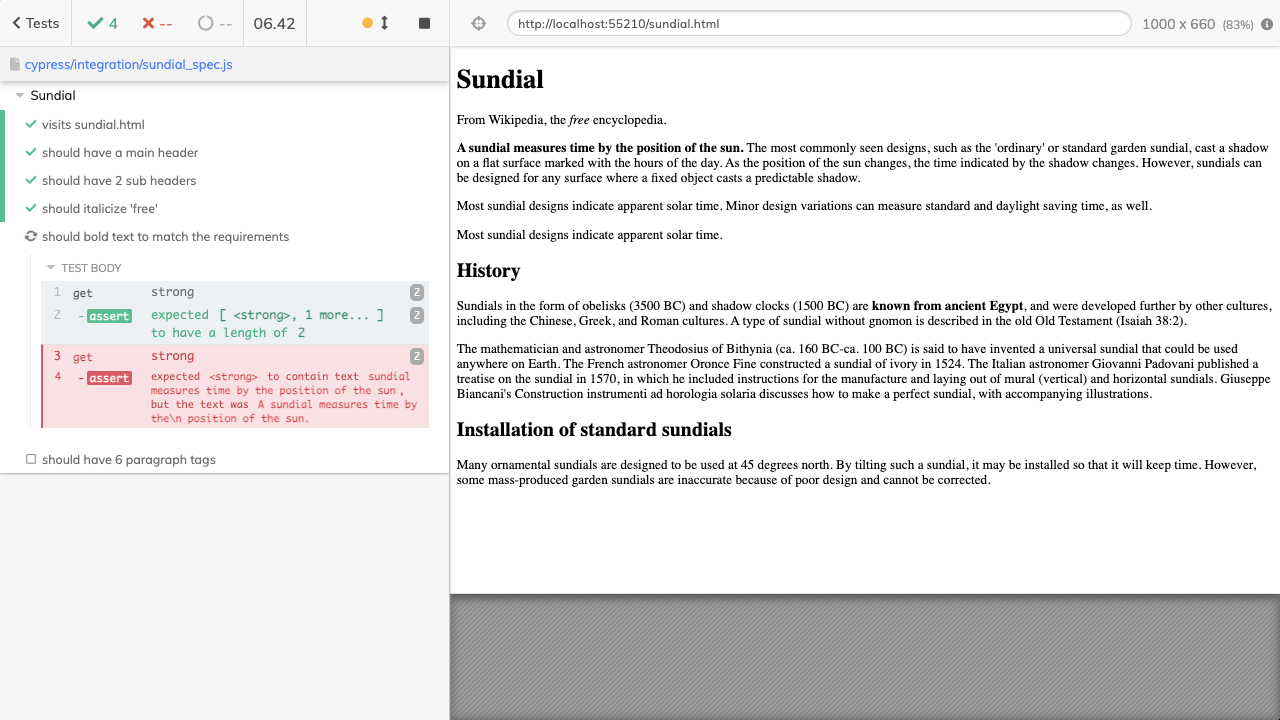 Tests 4 -- -- 06.42
http://localhost:55210/sundial.html 1000 x 660 (83%)
cypress/integration/sundial_spec.js
Sundial
visits sundial.html
should have a main header
should have 2 sub headers
should italicize 'free'
should bold text to match the requirements
TEST BODY
1 get strong 2
2 -assert expected [ <strong>, 1 more... ] 2
to have a length of 2
3 get strong 2
4 -assert expected <strong> to contain text sundial
measures time by the position of the sun,
but the text was A sundial measures time by
the\n position of the sun.
should have 6 paragraph tags
Sundial
From Wikipedia, the free encyclopedia.
A sundial measures time by the position of the sun. The most commonly seen designs, such as the 'ordinary' or standard garden sundial, cast a shadow
on a flat surface marked with the hours of the day. As the position of the sun changes, the time indicated by the shadow changes. However, sundials can
be designed for any surface where a fixed object casts a predictable shadow.
Most sundial designs indicate apparent solar time. Minor design variations can measure standard and daylight saving time, as well.
Most sundial designs indicate apparent solar time.
History
Sundials in the form of obelisks (3500 BC) and shadow clocks (1500 BC) are known from ancient Egypt, and were developed further by other cultures,
including the Chinese, Greek, and Roman cultures. A type of sundial without gnomon is described in the old Old Testament (Isaiah 38:2).
The mathematician and astronomer Theodosius of Bithynia (ca. 160 BC-ca. 100 BC) is said to have invented a universal sundial that could be used
anywhere on Earth. The French astronomer Oronce Fine constructed a sundial of ivory in 1524. The Italian astronomer Giovanni Padovani published a
treatise on the sundial in 1570, in which he included instructions for the manufacture and laying out of mural (vertical) and horizontal sundials. Giuseppe
Biancani's Construction instrumenti ad horologia solaria discusses how to make a perfect sundial, with accompanying illustrations.
Installation of standard sundials
Many ornamental sundials are designed to be used at 45 degrees north. By tilting such a sundial, it may be installed so that it will keep time. However,
some mass-produced garden sundials are inaccurate because of poor design and cannot be corrected.